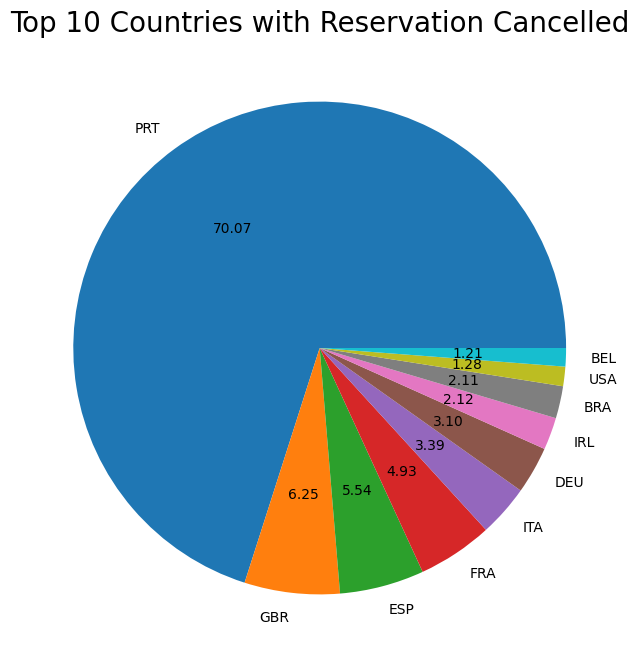 Top 10 Countries with Reservation Cancelled
PRT
70.07
1.21
BEL
1.28
USA
2.11
BRA
2.12
IRL
3.10
DEU
3.39
ITA
4.93
FRA
5.54
ESP
6.25
GBR